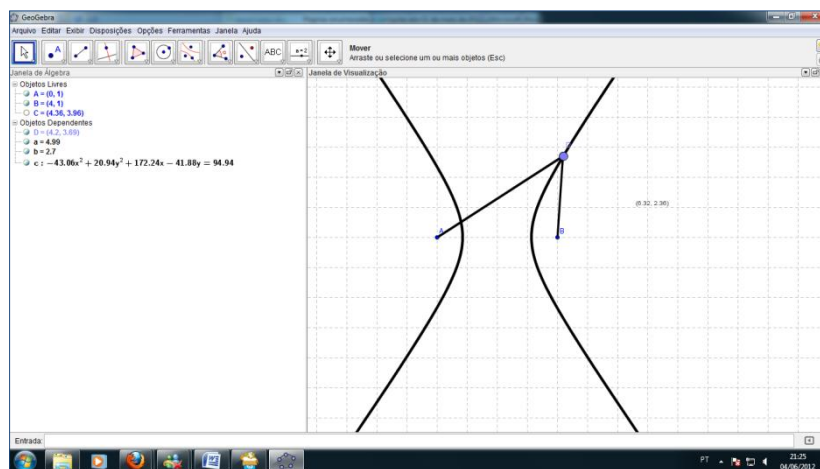 GeoGebra
Arquivo Editar Exibir Disposições Opções Ferramentas Janela Ajuda
A
ABC
a=2
Mover
Arraste ou selecione um ou mais objetos (Esc)
Janela de Álgebra
Janela de Visualização
Objetos Livres
A = (0, 1)
B = (4, 1)
C = (4.36, 3.96)
Objetos Dependentes
D = (4.2, 3.69)
a = 4.99
b = 2.7
c : −43.06x² + 20.94y² + 172.24x − 41.88y = 94.94
(6.32, 2.36)
A
B
Entrada:
PT
21:25
04/06/2012